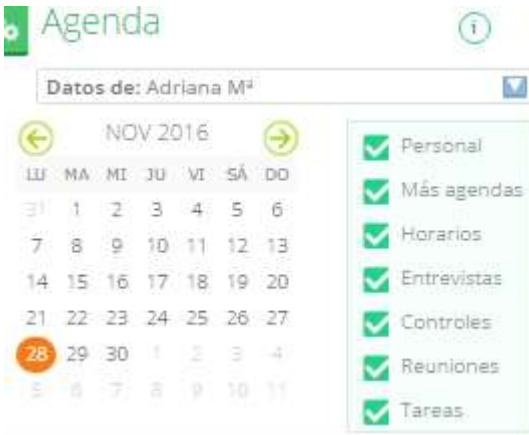 Agenda
i
Datos de: Adriana Mª
NOV 2016
LU MA MI JU VI SÁ DO
31 1 2 3 4 5 6
7 8 9 10 11 12 13
14 15 16 17 18 19 20
21 22 23 24 25 26 27
28 29 30 1 2 3 4
5 6 7 8 9 10 11
Personal
Más agendas
Horarios
Entrevistas
Controles
Reuniones
Tareas